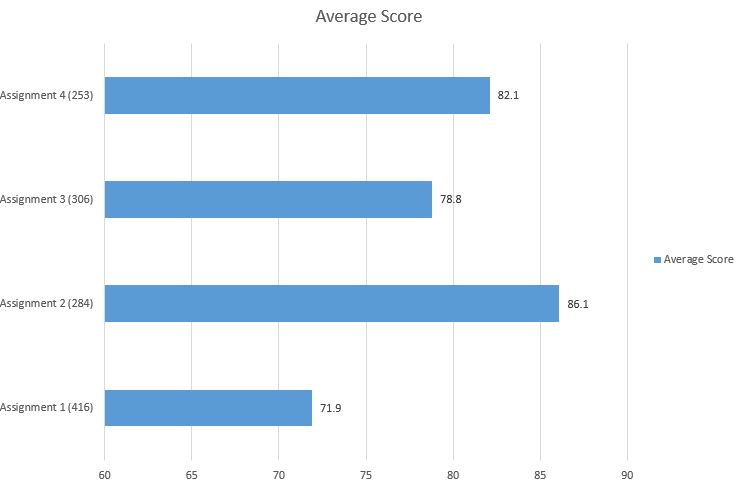 Average Score
Assignment 4 (253)
82.1
Assignment 3 (306)
78.8
Average Score
Assignment 2 (284)
86.1
Assignment 1 (416)
71.9
60 65 70 75 80 85 90